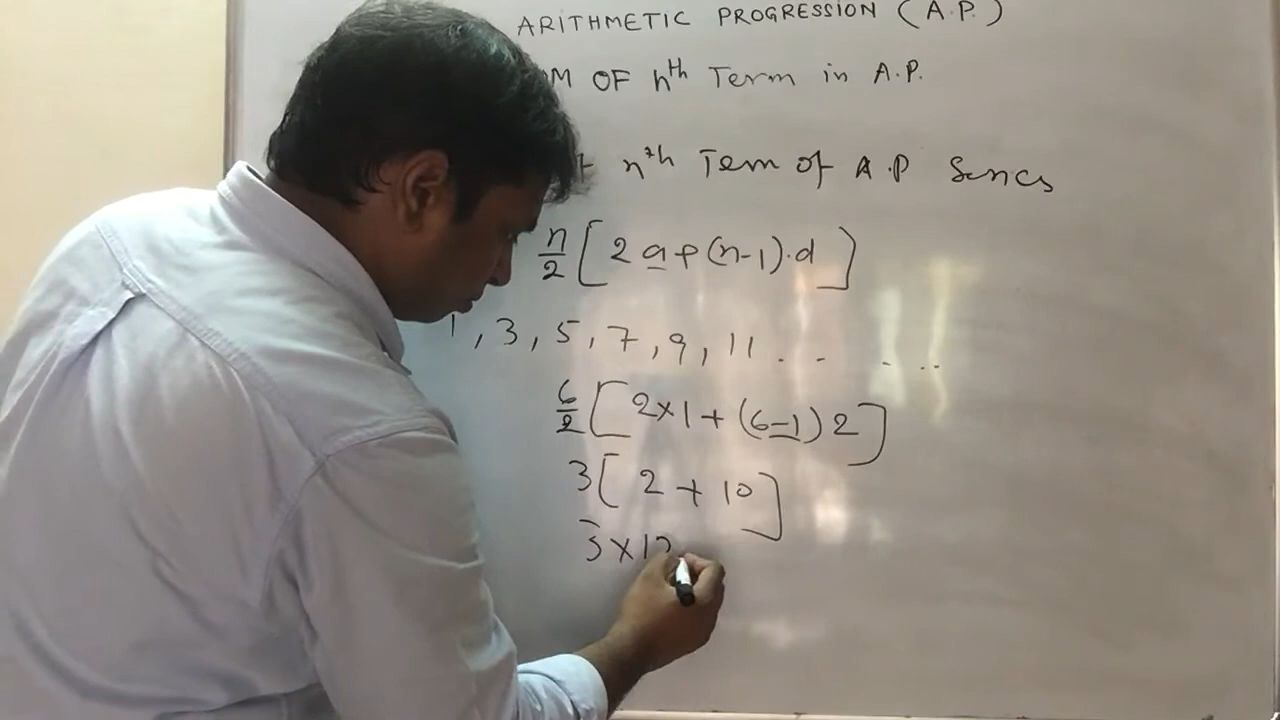 ARITHMETIC PROGRESSION (A.P.)
OF nth Term in A.P.
nth Term of A.P Series
n/2 [2a+(n-1).d]
1, 3, 5, 7, 9, 11 . . . . .
6/2 [2×1+(6-1)2]
3[2+10]
3×12